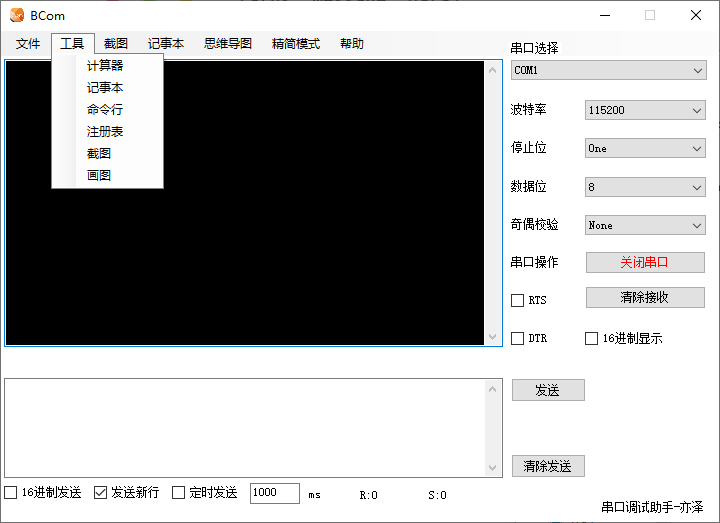 BCom
文件 工具 截图 记事本 思维导图 精简模式 帮助
计算器
记事本
命令行
注册表
截图
画图
串口选择
COM1
波特率 115200
停止位 One
数据位 8
奇偶校验 None
串口操作 关闭串口
RTS 清除接收
DTR 16进制显示
发送
清除发送
16进制发送 发送新行 定时发送 1000 ms R:0 S:0
串口调试助手-亦泽